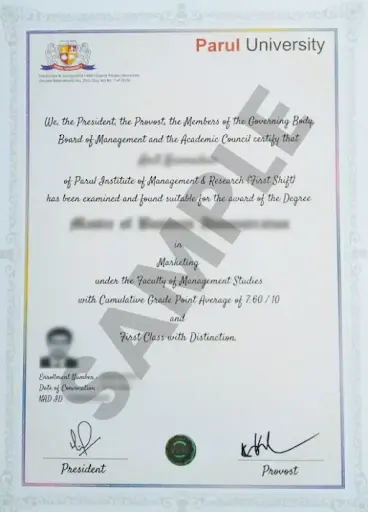 Parul University
We, the President, the Provost, the Members of the Governing Body,
Board of Management and the Academic Council certify that
of Parul Institute of Management & Research (First Shift)
has been examined and found suitable for the award of the Degree
in
Marketing
under the Faculty of Management Studies
with Cumulative Grade Point Average of 7.60 / 10
and
First Class with Distinction.
SAMPLE
Enrollment Number
Date of Convocation
NAD ID
President
Provost